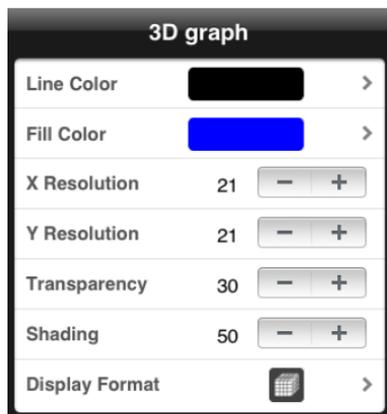 3D graph
Line Color
Fill Color
X Resolution 21 − +
Y Resolution 21 − +
Transparency 30 − +
Shading 50 − +
Display Format